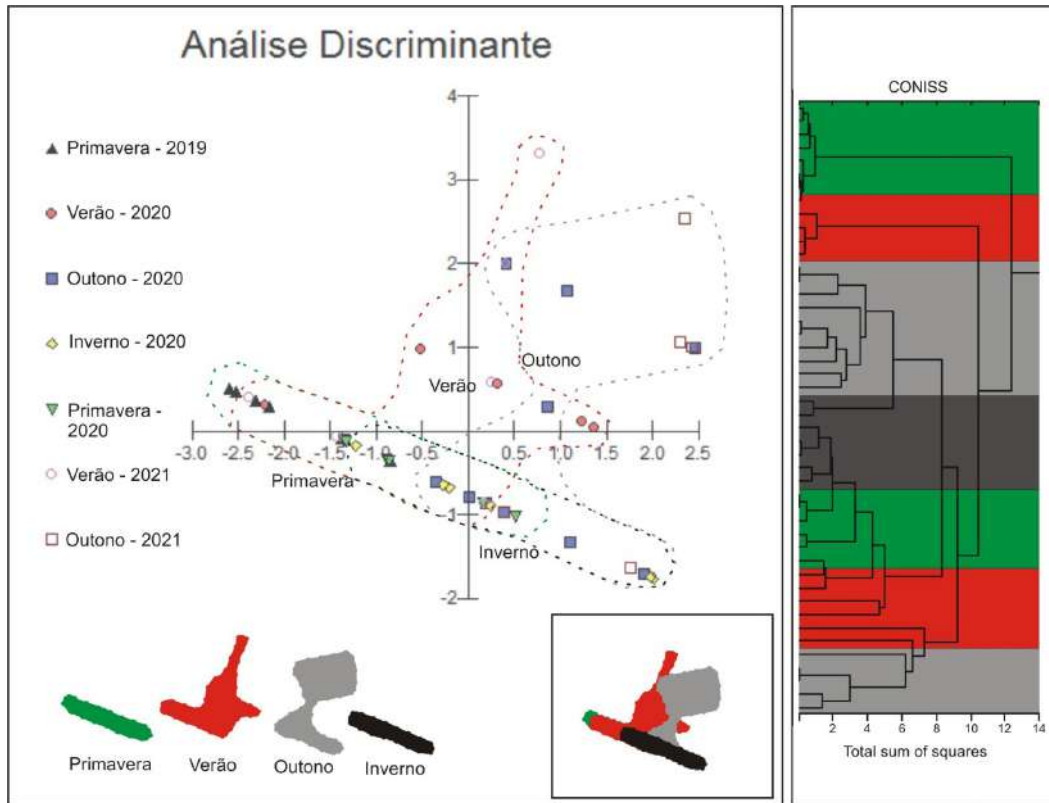 Análise Discriminante
4
3
2
1
-1
-2
-3.0 -2.5 -2.0 -1.5 -1.0 -0.5 0.5 1.0 1.5 2.0 2.5
Primavera - 2019
Verão - 2020
Outono - 2020
Inverno - 2020
Primavera -
2020
Verão - 2021
Outono - 2021
Outono
Verão
Primavera
Inverno
Primavera
Verão
Outono
Inverno
CONISS
2 4 6 8 10 12 14
Total sum of squares